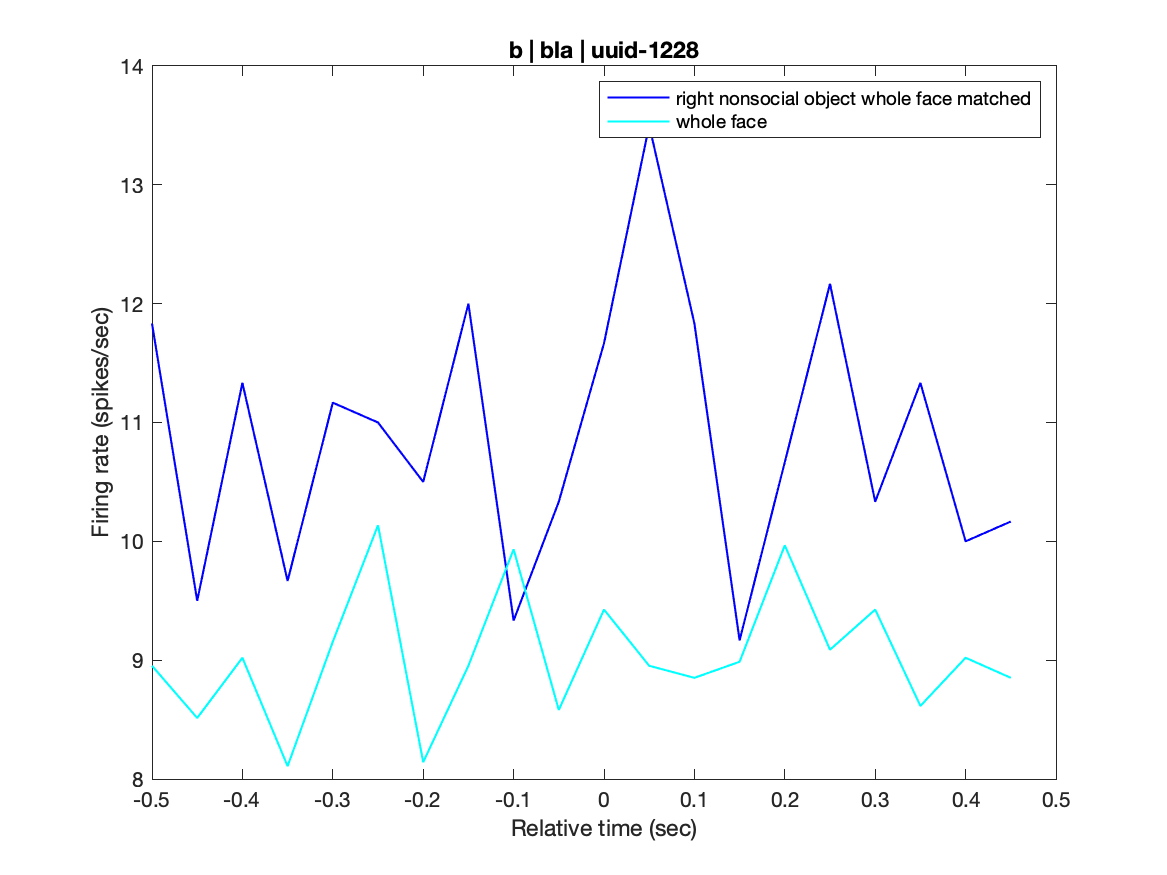 b | bla | uuid-1228
right nonsocial object whole face matched
whole face
Firing rate (spikes/sec)
14
13
12
11
10
9
8
-0.5 -0.4 -0.3 -0.2 -0.1 0 0.1 0.2 0.3 0.4 0.5
Relative time (sec)